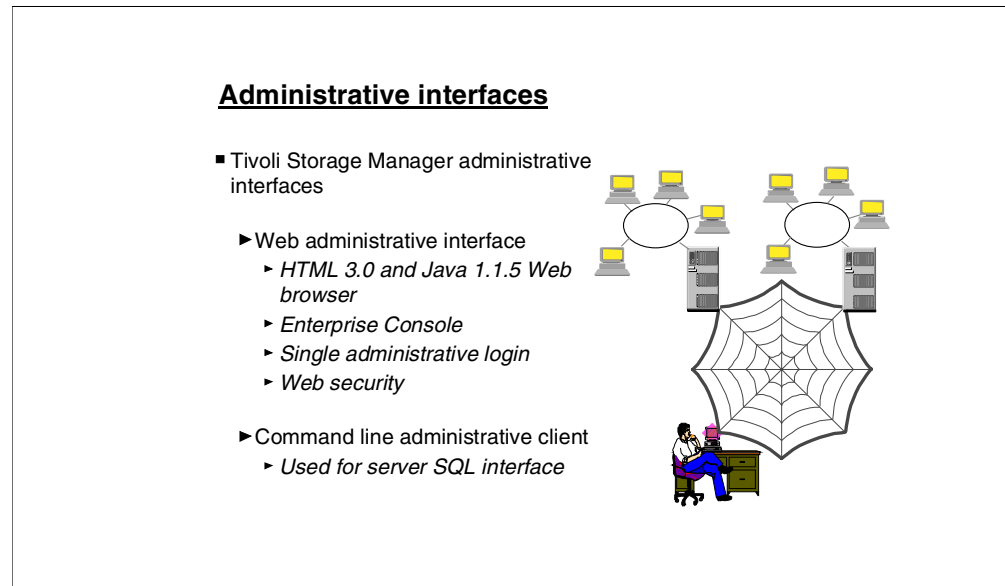 Administrative interfaces
Tivoli Storage Manager administrative
interfaces
Web administrative interface
HTML 3.0 and Java 1.1.5 Web
browser
Enterprise Console
Single administrative login
Web security
Command line administrative client
Used for server SQL interface